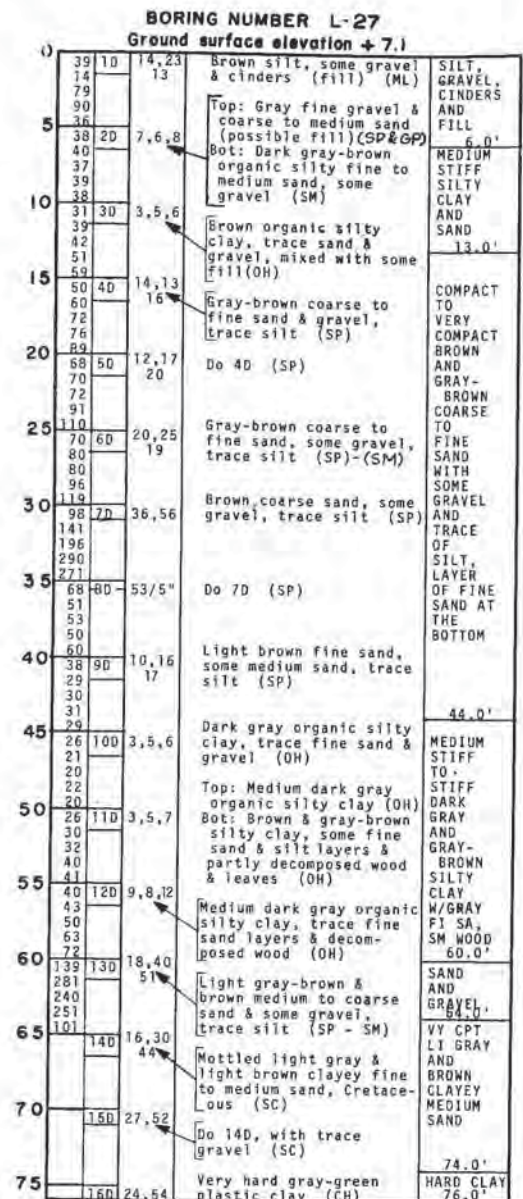 BORING NUMBER L-27
Ground surface elevation + 7.1
0
5
10
15
20
25
30
35
40
45
50
55
60
65
70
75
39
14
79
90
36
38
40
37
39
38
31
39
42
51
59
50
60
72
76
89
68
70
72
91
110
70
80
80
96
119
98
141
196
290
271
68
51
53
50
60
38
29
30
31
29
26
21
20
22
20
26
30
32
40
41
40
43
50
63
72
139
281
240
251
101
1D
2D
3D
4D
5D
6D
7D
8D
9D
10D
11D
12D
13D
14D
15D
16D
14,23
13
7,6,8
3,5,6
14,13
16
12,17
20
20,25
19
36,56
53/5"
10,16
17
3,5,6
3,5,7
9,8,12
18,40
51
16,30
44
27,52
24,54
Brown silt, some gravel
& cinders (fill) (ML)
Top: Gray fine gravel &
coarse to medium sand
(possible fill)(SP&GP)
Bot: Dark gray-brown
organic silty fine to
medium sand, some
gravel (SM)
Brown organic silty
clay, trace sand &
gravel, mixed with some
fill(OH)
Gray-brown coarse to
fine sand & gravel,
trace silt (SP)
Do 4D (SP)
Gray-brown coarse to
fine sand, some gravel,
trace silt (SP)-(SM)
Brown coarse sand, some
gravel, trace silt (SP)
Do 7D (SP)
Light brown fine sand,
some medium sand, trace
silt (SP)
Dark gray organic silty
clay, trace fine sand &
gravel (OH)
Top: Medium dark gray
organic silty clay (OH)
Bot: Brown & gray-brown
silty clay, some fine
sand & silt layers &
partly decomposed wood
& leaves (OH)
Medium dark gray organic
silty clay, trace fine
sand layers & decom-
posed wood (OH)
Light gray-brown &
brown medium to coarse
sand & some gravel,
trace silt (SP - SM)
Mottled light gray &
light brown clayey fine
to medium sand, Cretace-
ous (SC)
Do 14D, with trace
gravel (SC)
Very hard gray-green
plastic clay (CH)
SILT,
GRAVEL,
CINDERS
AND
FILL
6.0'
MEDIUM
STIFF
SILTY
CLAY
AND
SAND
13.0'
COMPACT
TO
VERY
COMPACT
BROWN
AND
GRAY-
BROWN
COARSE
TO
FINE
SAND
WITH
SOME
GRAVEL
AND
TRACE
OF
SILT,
LAYER
OF FINE
SAND AT
THE
BOTTOM
44.0'
MEDIUM
STIFF
TO
STIFF
DARK
GRAY
AND
GRAY-
BROWN
SILTY
CLAY
W/GRAY
FI SA,
SM WOOD
60.0'
SAND
AND
GRAVEL
64.0'
VY CPT
LI GRAY
AND
BROWN
CLAYEY
MEDIUM
SAND
74.0'
HARD CLAY
76.0'